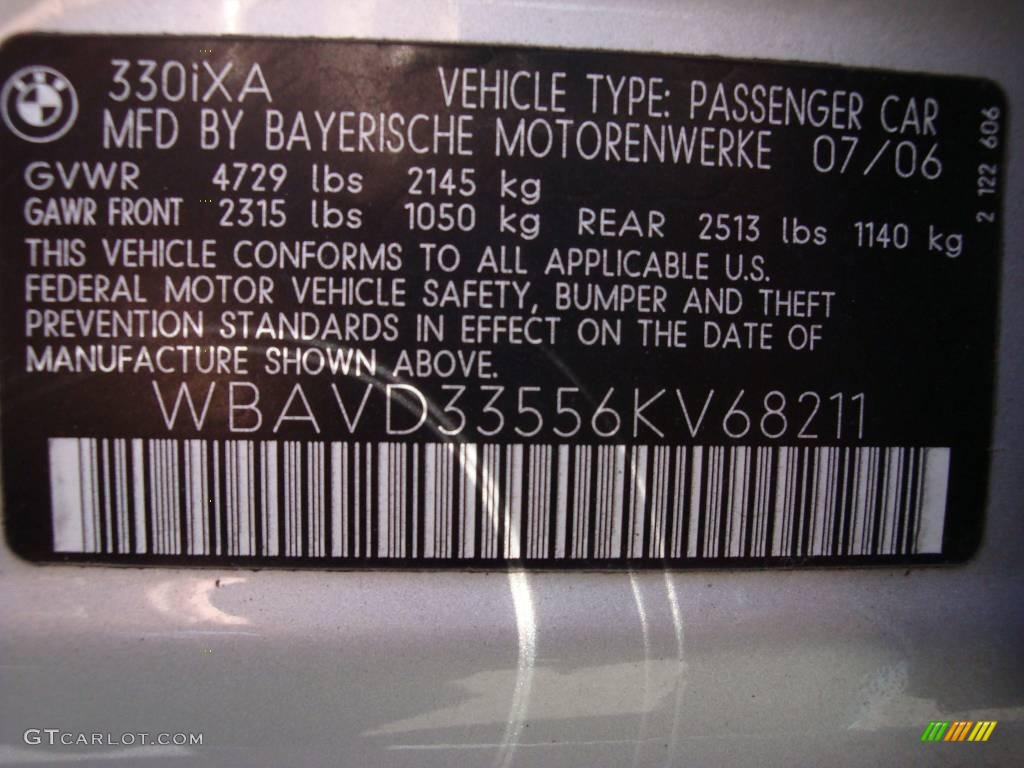 330iXA VEHICLE TYPE: PASSENGER CAR
MFD BY BAYERISCHE MOTORENWERKE 07/06
GVWR 4729 lbs 2145 kg
GAWR FRONT 2315 lbs 1050 kg REAR 2513 lbs 1140 kg
THIS VEHICLE CONFORMS TO ALL APPLICABLE U.S.
FEDERAL MOTOR VEHICLE SAFETY, BUMPER AND THEFT
PREVENTION STANDARDS IN EFFECT ON THE DATE OF
MANUFACTURE SHOWN ABOVE.
WBAVD33556KV68211
2 122 606
GTCARLOT.COM